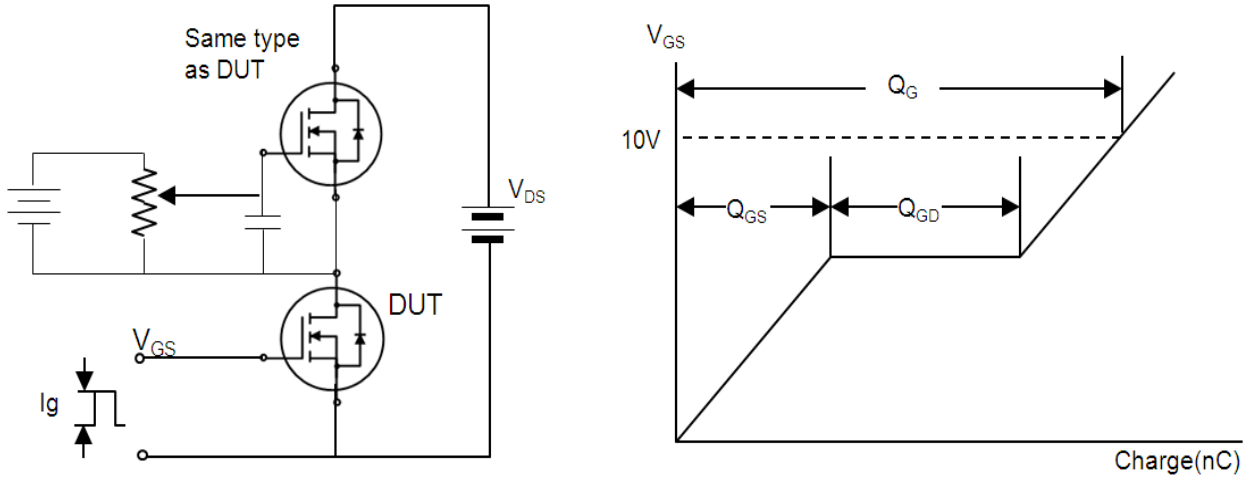 Same type
as DUT
V_DS
DUT
V_GS
Ig
V_GS
Q_G
10V
Q_GS
Q_GD
Charge(nC)